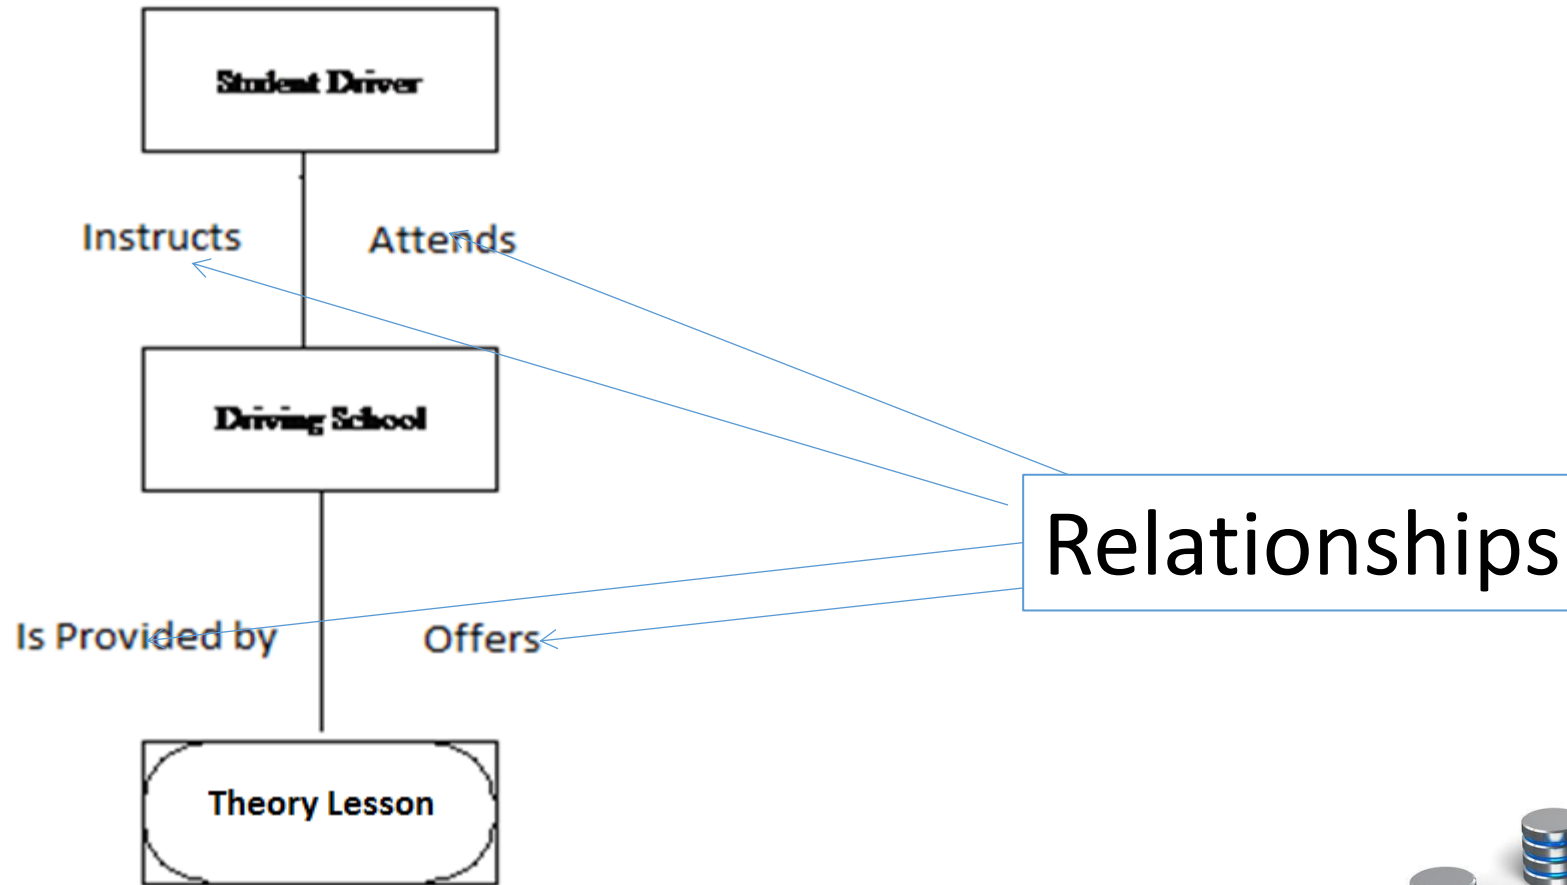 Student Driver
Instructs
Attends
Driving School
Relationships
Is Provided by
Offers
Theory Lesson